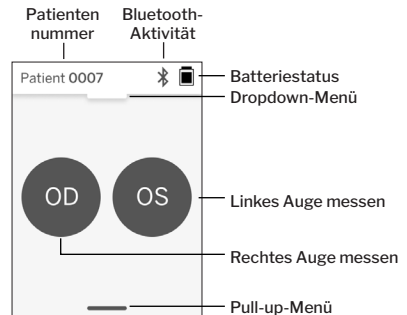 Patienten
nummer
Bluetooth-
Aktivität
Patient 0007
Batteriestatus
Dropdown-Menü
OD
OS
Linkes Auge messen
Rechtes Auge messen
Pull-up-Menü